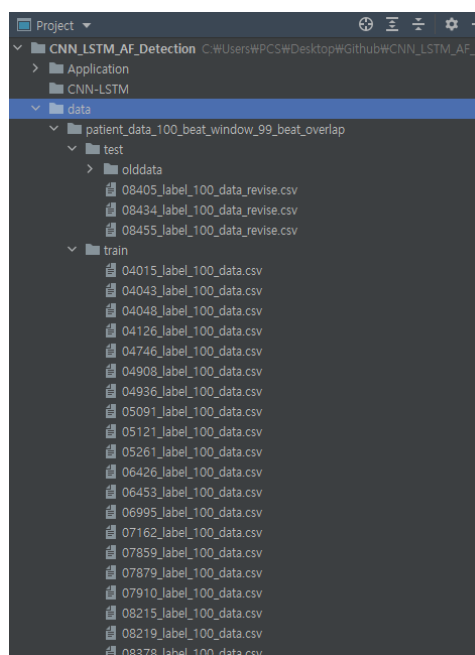 Project
CNN_LSTM_AF_Detection C:₩Users₩PCS₩Desktop₩Github₩CNN_LSTM_AF_
Application
CNN-LSTM
data
patient_data_100_beat_window_99_beat_overlap
test
olddata
08405_label_100_data_revise.csv
08434_label_100_data_revise.csv
08455_label_100_data_revise.csv
train
04015_label_100_data.csv
04043_label_100_data.csv
04048_label_100_data.csv
04126_label_100_data.csv
04746_label_100_data.csv
04908_label_100_data.csv
04936_label_100_data.csv
05091_label_100_data.csv
05121_label_100_data.csv
05261_label_100_data.csv
06426_label_100_data.csv
06453_label_100_data.csv
06995_label_100_data.csv
07162_label_100_data.csv
07859_label_100_data.csv
07879_label_100_data.csv
07910_label_100_data.csv
08215_label_100_data.csv
08219_label_100_data.csv
08378_label_100_data.csv